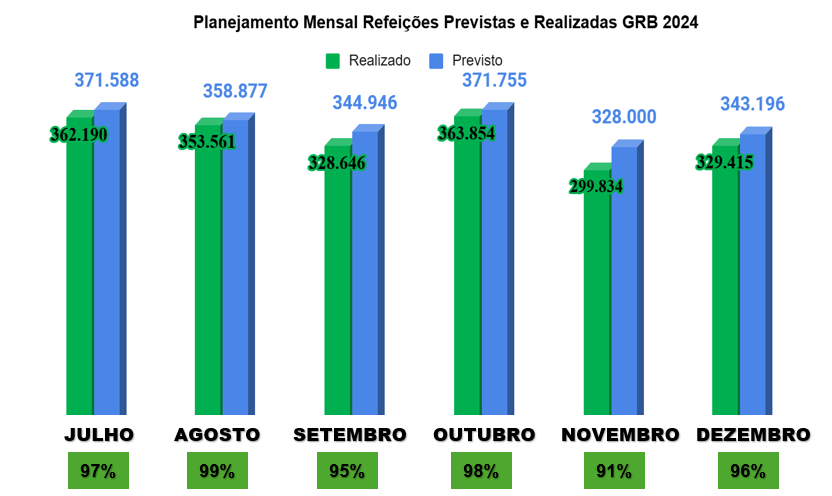 Planejamento Mensal Refeições Previstas e Realizadas GRB 2024
Realizado Previsto
371.588 358.877 344.946 371.755 328.000 343.196
362.190 353.561 328.646 363.854 299.834 329.415
JULHO AGOSTO SETEMBRO OUTUBRO NOVEMBRO DEZEMBRO
97% 99% 95% 98% 91% 96%